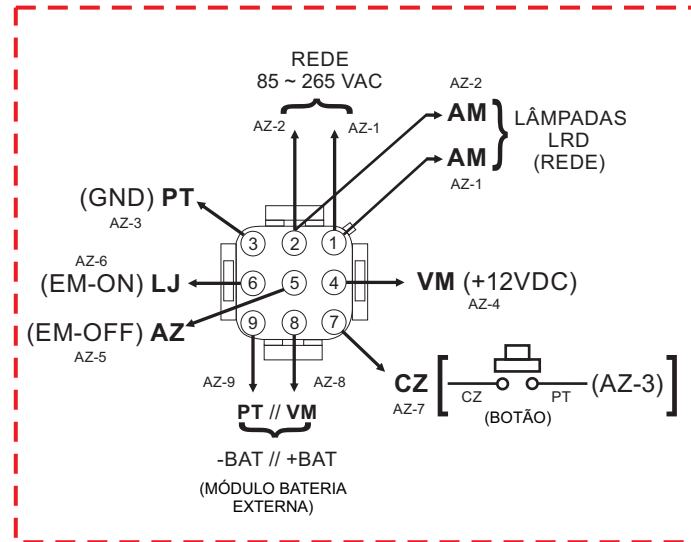 REDE
85 ~ 265 VAC
AZ-2
AZ-1
AZ-2
AM
AM
AZ-1
LÂMPADAS
LRD
(REDE)
(GND) PT
AZ-3
3
2
1
AZ-6
(EM-ON) LJ
6
5
4
VM (+12VDC)
AZ-4
(EM-OFF) AZ
AZ-5
9
8
7
AZ-9
AZ-8
CZ
AZ-7
CZ
PT
(AZ-3)
(BOTÃO)
PT // VM
-BAT // +BAT
(MÓDULO BATERIA
EXTERNA)